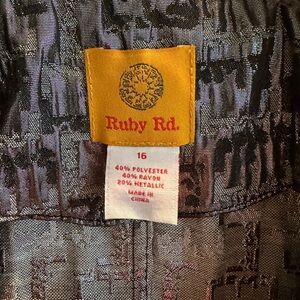 Ruby Rd.
16
40% POLYESTER
40% RAYON
20% METALLIC
MADE IN
CHINA